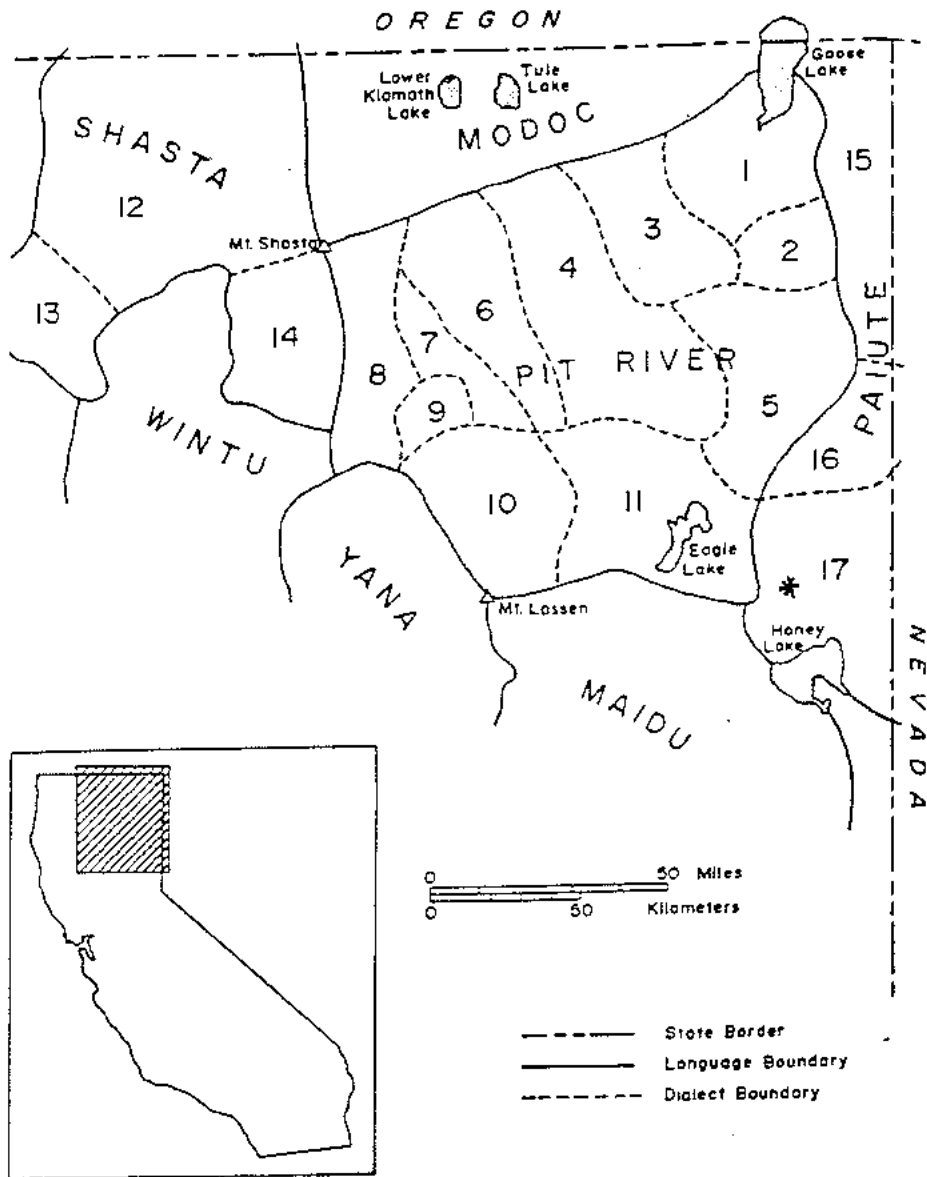 OREGON
Goose
Lake
Lower
Klamath
Lake
Tule
Lake
MODOC
SHASTA
1
15
12
3
2
Mt. Shasta
4
13
6
14
7
PIT RIVER
PAIUTE
8
9
5
WINTU
16
10
11
Eagle
Lake
YANA
17
*
Mt. Lassen
Honey
Lake
MAIDU
NEVADA
0 50 Miles
0 50 Kilometers
State Border
Language Boundary
Dialect Boundary